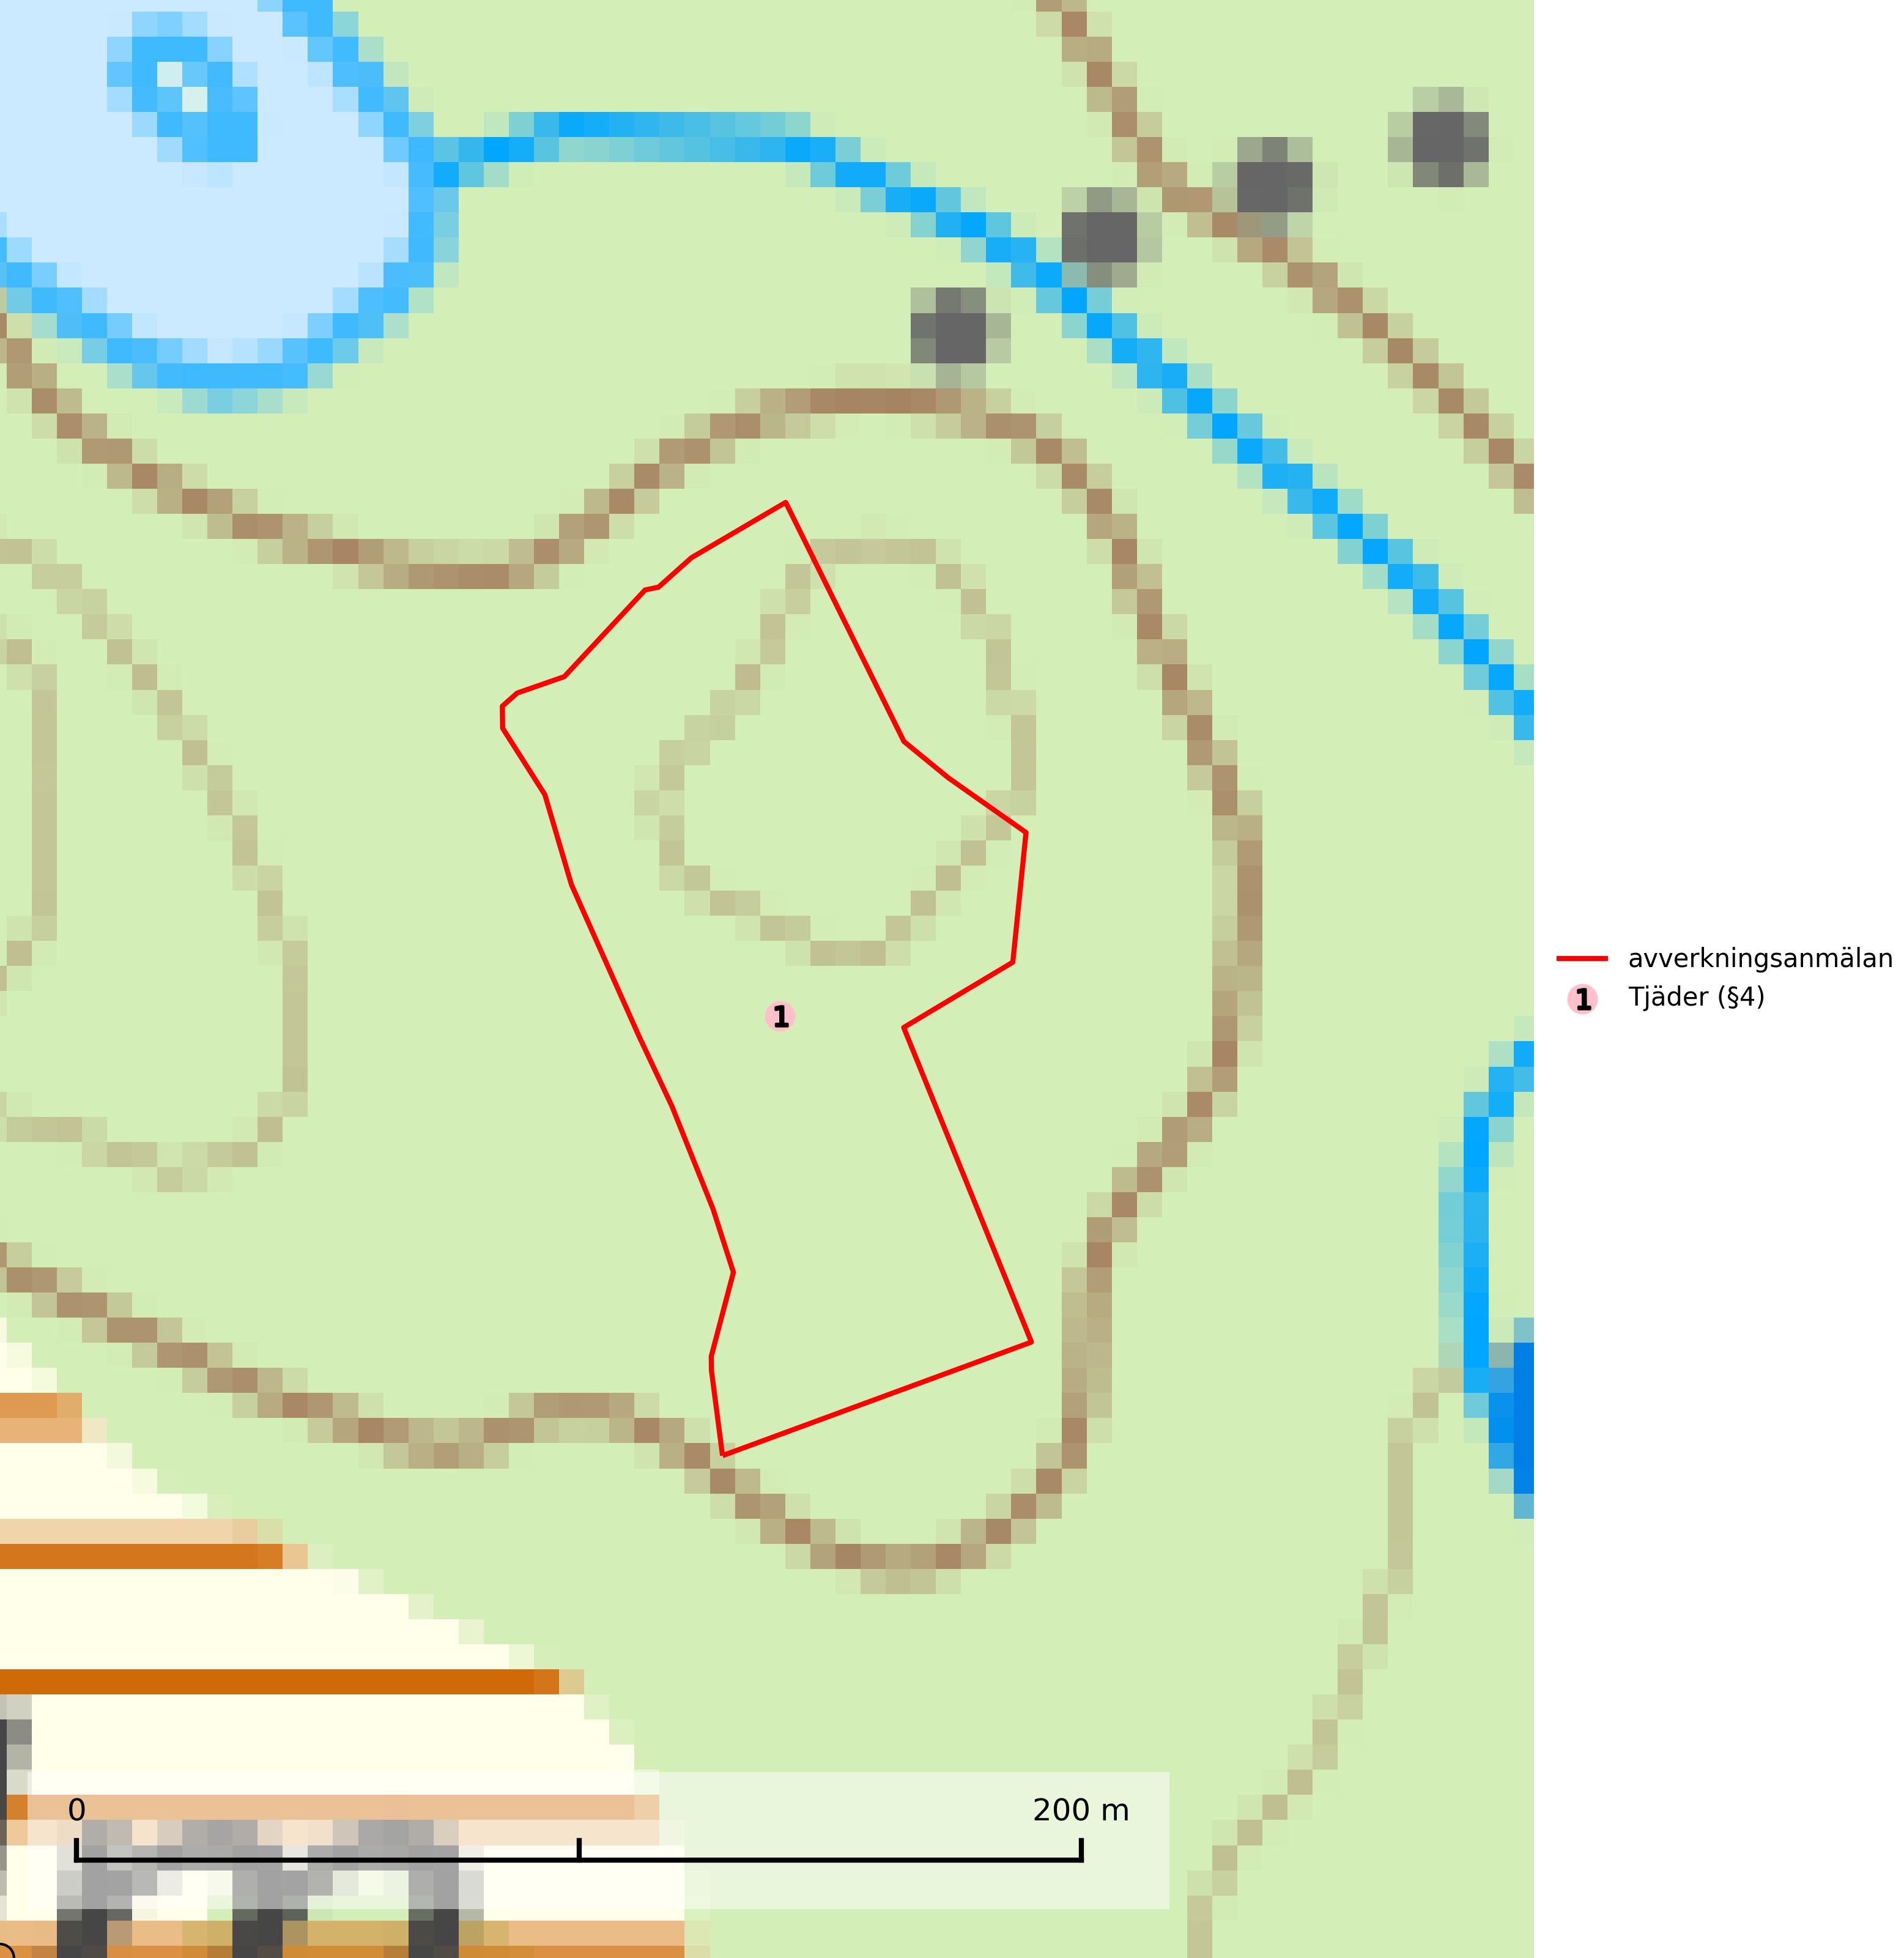 1
avverkningsanmälan
1 Tjäder (§4)
0 200 m